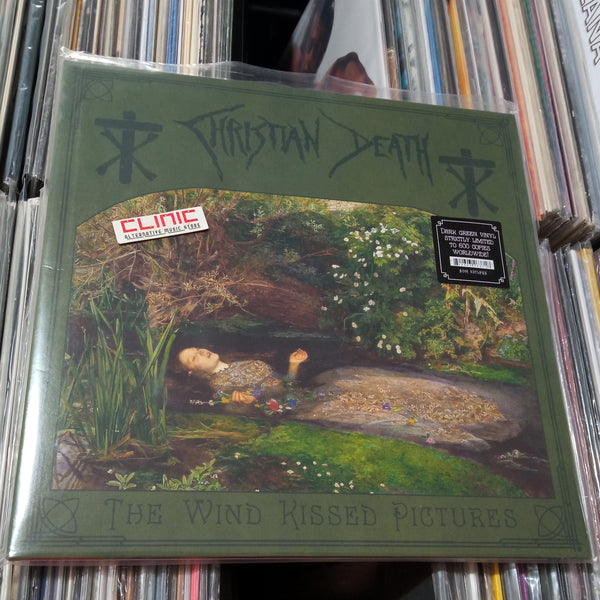 CHRISTIAN DEATH
CLINIC
ALTERNATIVE MUSIC STORE
DARK GREEN VINYL
STRICTLY LIMITED
TO 500 COPIES
WORLDWIDE!
THE WIND KISSED PICTURES